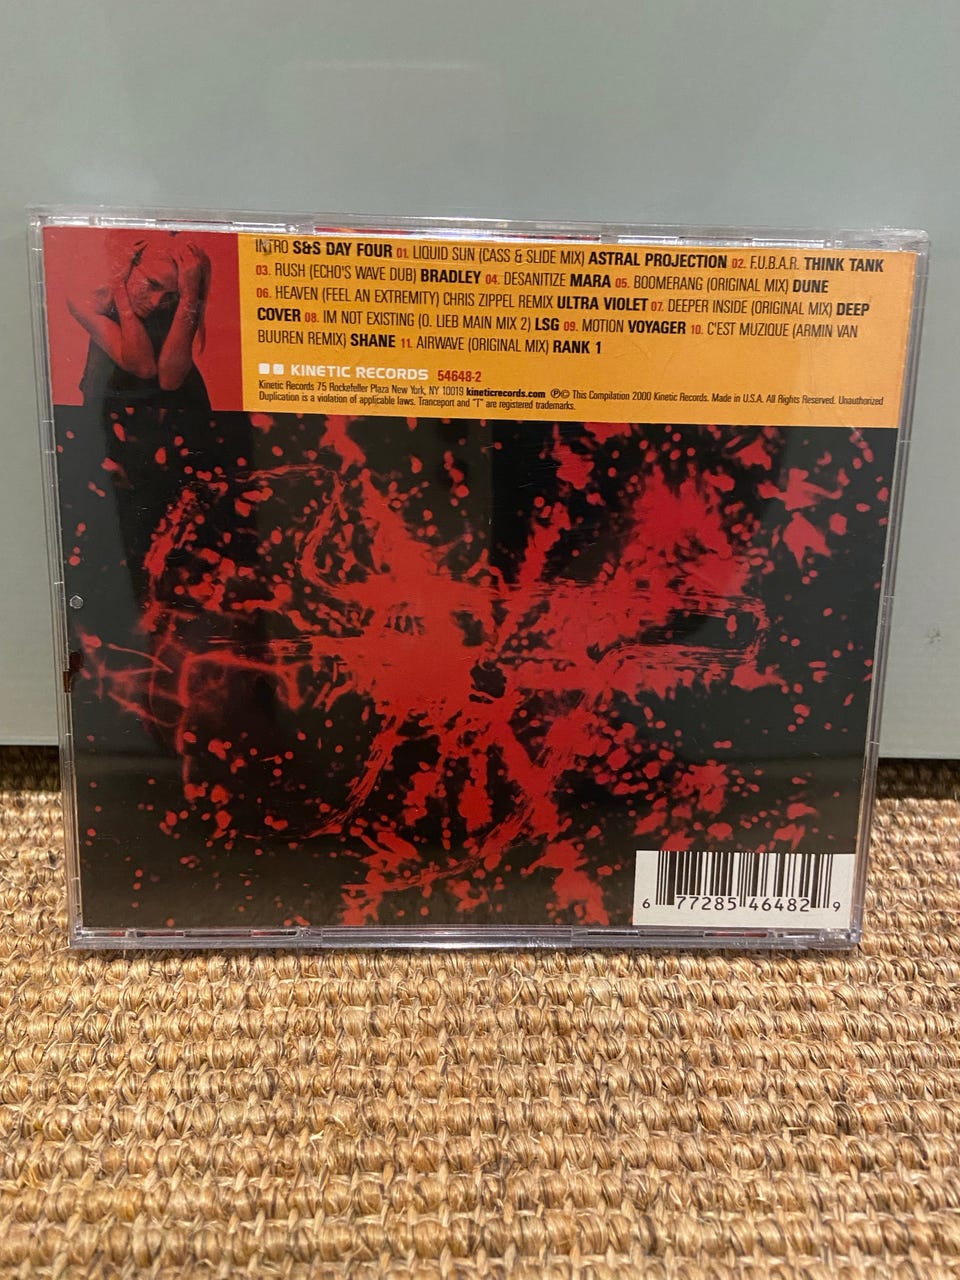 INTRO S&S DAY FOUR 01. LIQUID SUN (CASS & SLIDE MIX) ASTRAL PROJECTION 02. F.U.B.A.R. THINK TANK
03. RUSH (ECHO'S WAVE DUB) BRADLEY 04. DESANITIZE MARA 05. BOOMERANG (ORIGINAL MIX) DUNE
06. HEAVEN (FEEL AN EXTREMITY) CHRIS ZIPPEL REMIX ULTRA VIOLET 07. DEEPER INSIDE (ORIGINAL MIX) DEEP
COVER 08. IM NOT EXISTING (O. LIEB MAIN MIX 2) LSG 09. MOTION VOYAGER 10. C'EST MUZIQUE (ARMIN VAN
BUUREN REMIX) SHANE 11. AIRWAVE (ORIGINAL MIX) RANK 1
KINETIC RECORDS 54648-2
Kinetic Records 75 Rockefeller Plaza New York, NY 10019 kineticrecords.com ℗© This Compilation 2000 Kinetic Records. Made in U.S.A. All Rights Reserved. Unauthorized
Duplication is a violation of applicable laws. Tranceport and "T" are registered trademarks.
6 77285 46482 9